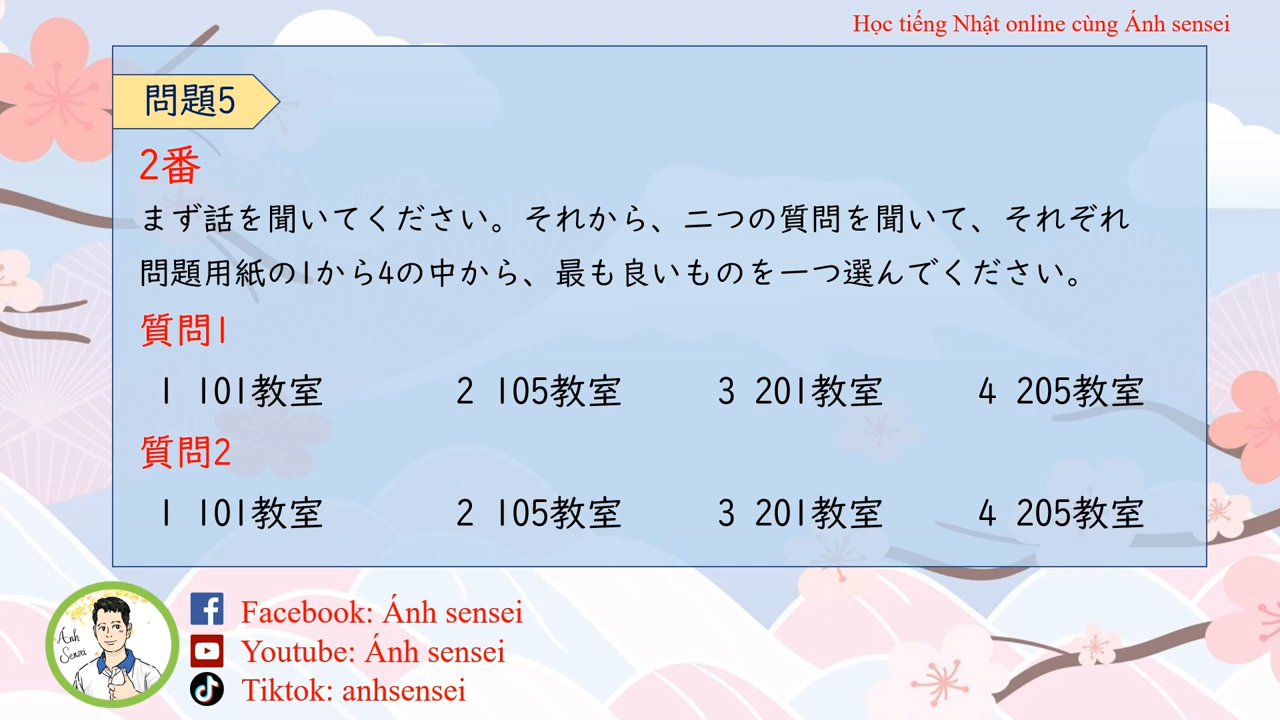 Học tiếng Nhật online cùng Ánh sensei
問題5
2番
まず話を聞いてください。それから、二つの質問を聞いて、それぞれ
問題用紙の1から4の中から、最も良いものを一つ選んでください。
質問1
1 101教室 2 105教室 3 201教室 4 205教室
質問2
1 101教室 2 105教室 3 201教室 4 205教室
Ánh
Sensei
Facebook: Ánh sensei
Youtube: Ánh sensei
Tiktok: anhsensei